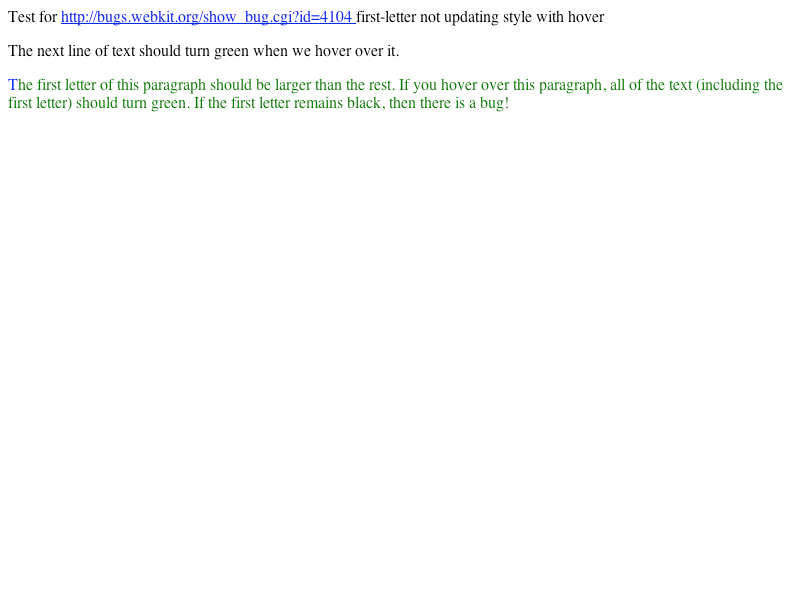 Test for http://bugs.webkit.org/show_bug.cgi?id=4104 first-letter not updating style with hover
The next line of text should turn green when we hover over it.
The first letter of this paragraph should be larger than the rest. If you hover over this paragraph, all of the text (including the
first letter) should turn green. If the first letter remains black, then there is a bug!